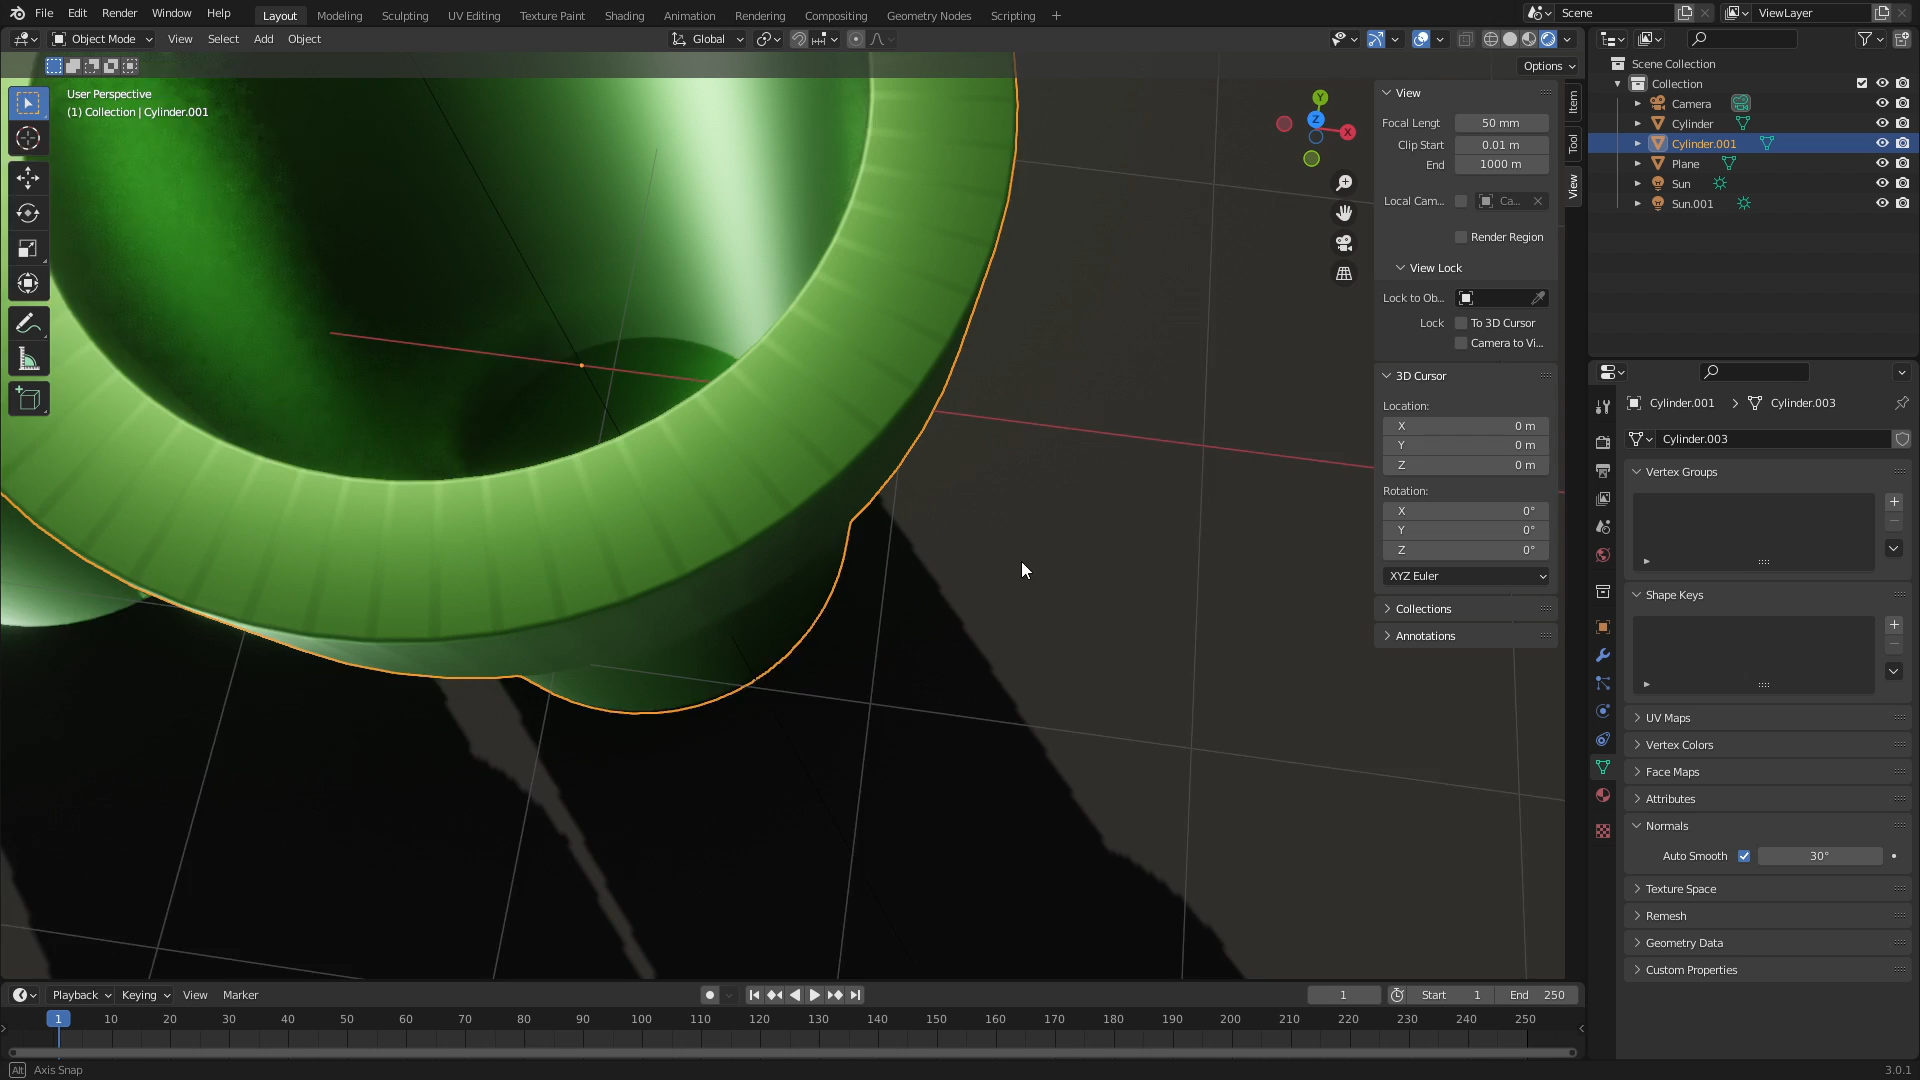 File Edit Render Window Help Layout Modeling Sculpting UV Editing Texture Paint Shading Animation Rendering Compositing Geometry Nodes Scripting + Scene ViewLayer
Object Mode View Select Add Object Global
Options
User Perspective
(1) Collection | Cylinder.001
Y
Z
X
View
Focal Lengt 50 mm
Clip Start 0.01 m
End 1000 m
Local Cam... Ca...
Render Region
View Lock
Lock to Ob...
Lock To 3D Cursor
Camera to Vi...
3D Cursor
Location:
X 0 m
Y 0 m
Z 0 m
Rotation:
X 0°
Y 0°
Z 0°
XYZ Euler
Collections
Annotations
Item
Tool
View
Scene Collection
Collection
Camera
Cylinder
Cylinder.001
Plane
Sun
Sun.001
Cylinder.001 > Cylinder.003
Cylinder.003
Vertex Groups
Shape Keys
UV Maps
Vertex Colors
Face Maps
Attributes
Normals
Auto Smooth 30°
Texture Space
Remesh
Geometry Data
Custom Properties
Playback Keying View Marker 1 Start 1 End 250
1 10 20 30 40 50 60 70 80 90 100 110 120 130 140 150 160 170 180 190 200 210 220 230 240 250
Alt Axis Snap 3.0.1